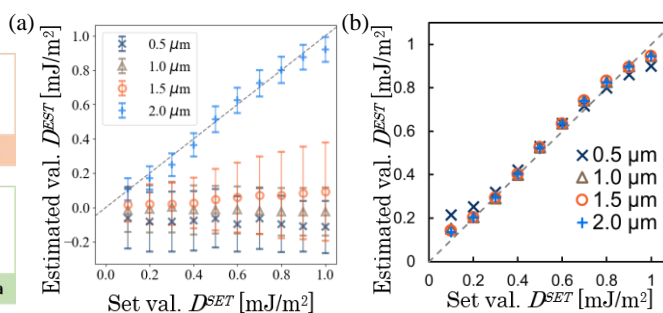 (a)
Estimated val. D^EST [mJ/m²]
1.0
0.8
0.6
0.4
0.2
0.0
−0.2
0.5 μm
1.0 μm
1.5 μm
2.0 μm
0.0 0.2 0.4 0.6 0.8 1.0
Set val. D^SET [mJ/m²]
a
(b)
Estimated val. D^EST [mJ/m²]
1
0.8
0.6
0.4
0.2
0
0.5 μm
1.0 μm
1.5 μm
2.0 μm
0 0.2 0.4 0.6 0.8 1
Set val. D^SET [mJ/m²]